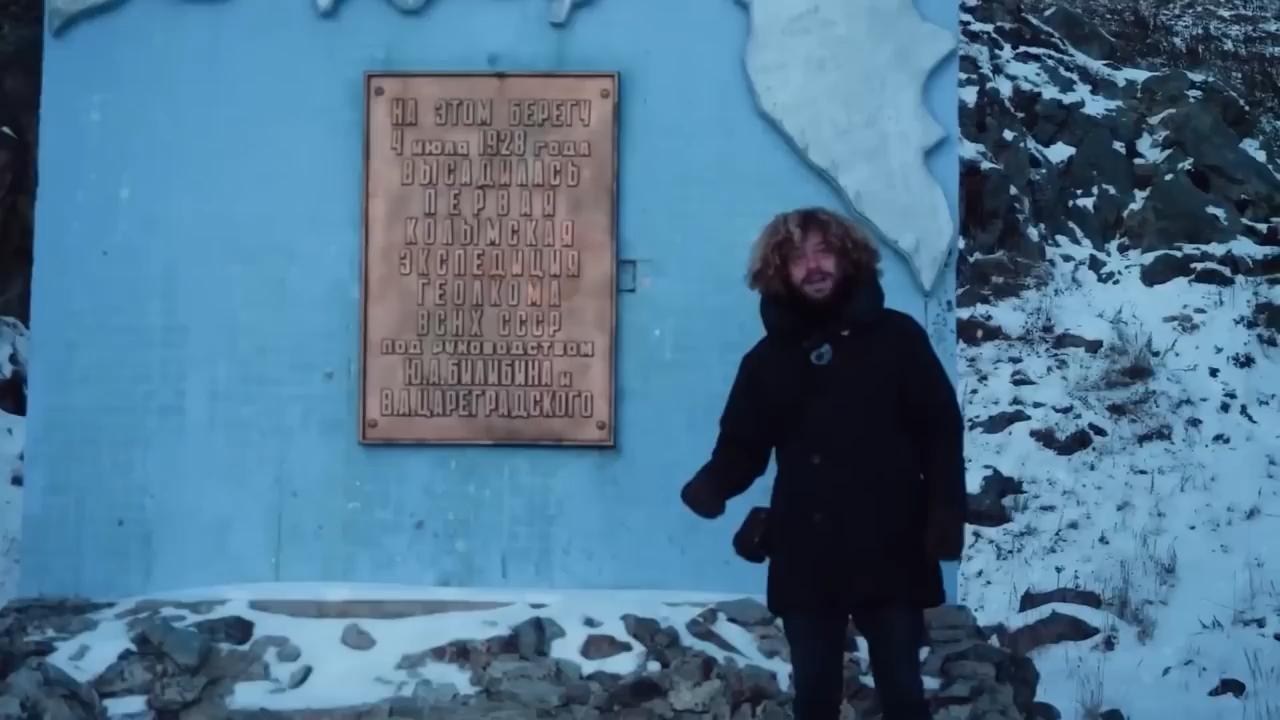 НА ЭТОМ БЕРЕГУ
4 июля 1928 года
ВЫСАДИЛАСЬ
ПЕРВАЯ
КОЛЫМСКАЯ
ЭКСПЕДИЦИЯ
ГЕОЛКОМА
ВСНХ СССР
ПОД РУКОВОДСТВОМ
Ю.А.БИЛИБИНА и
В.А.ЦАРЕГРАДСКОГО